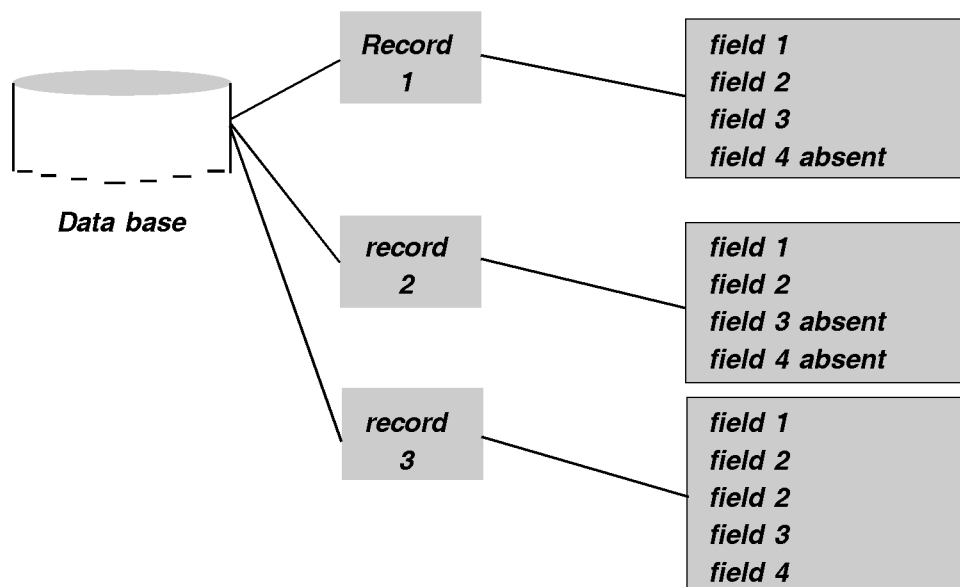 Record
1
field 1
field 2
field 3
field 4 absent
Data base
record
2
field 1
field 2
field 3 absent
field 4 absent
record
3
field 1
field 2
field 2
field 3
field 4